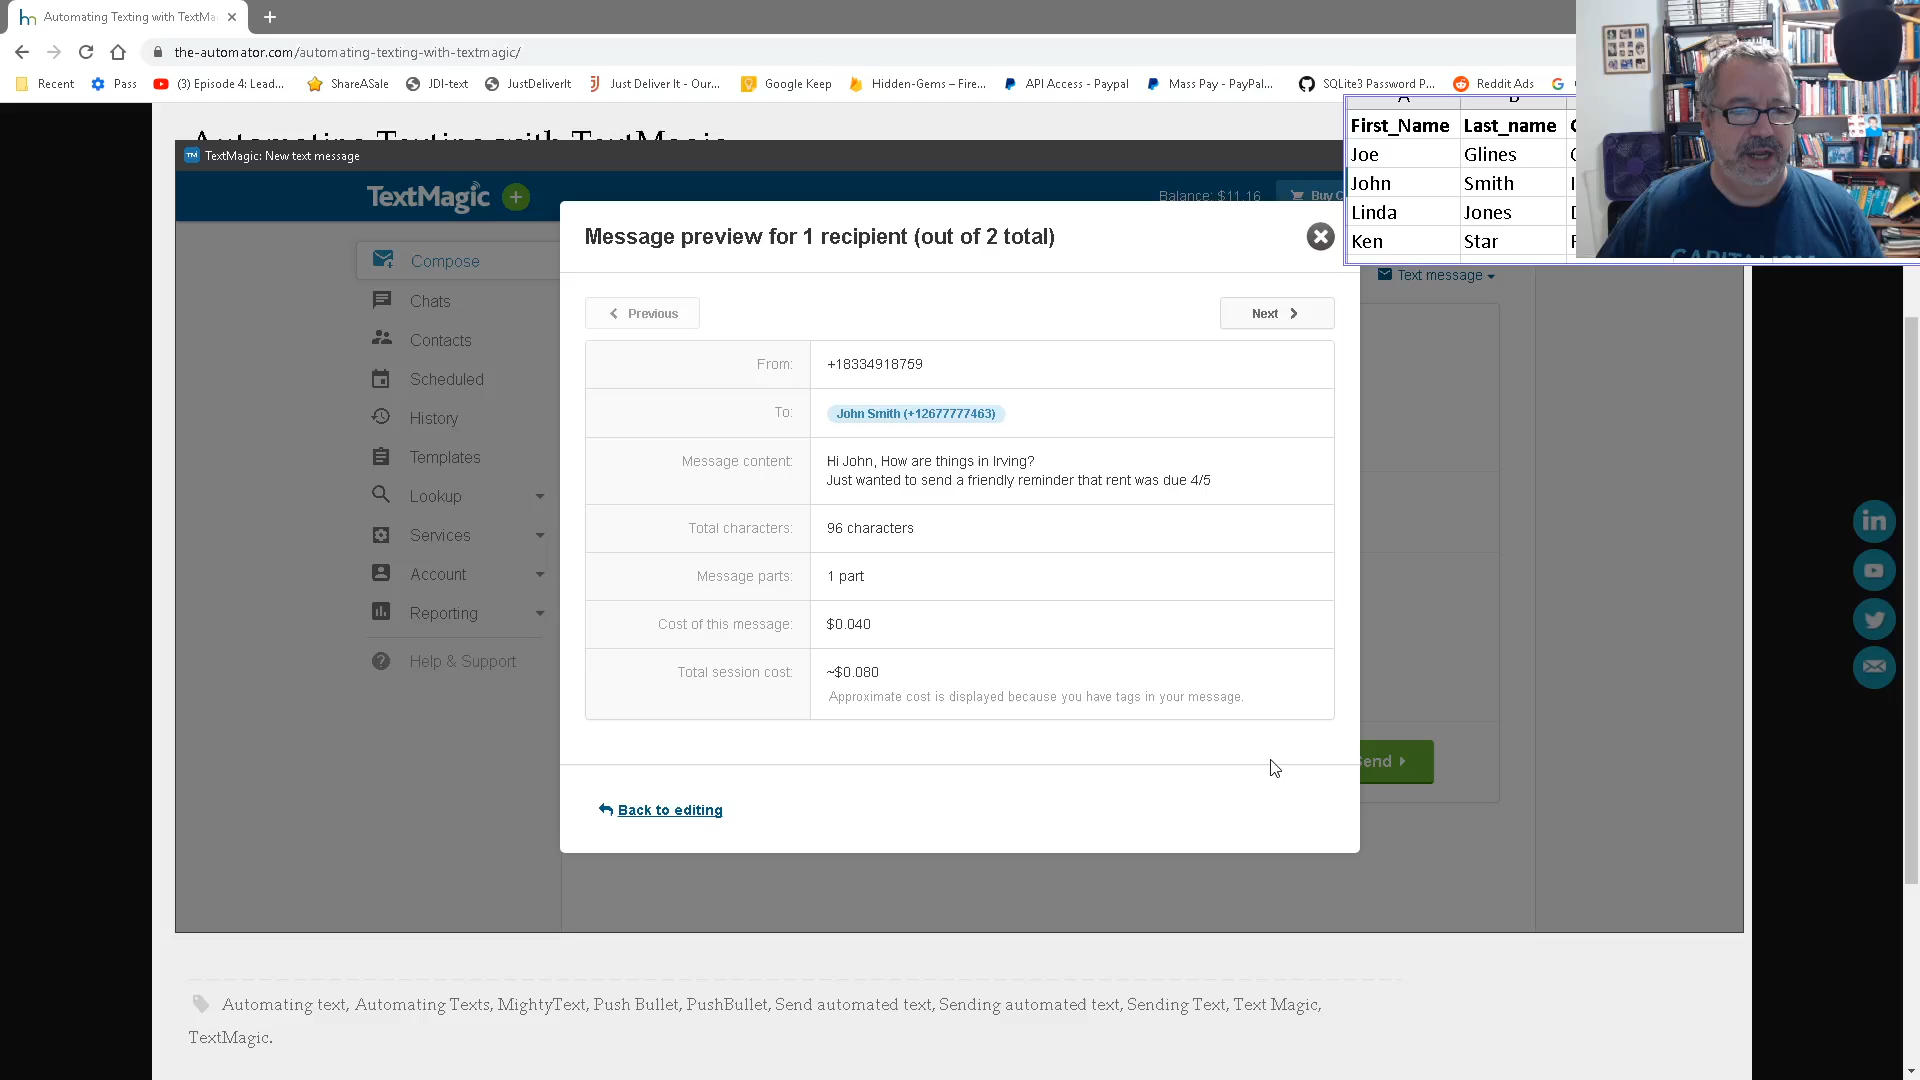 Automating Texting with TextMa
the-automator.com/automating-texting-with-textmagic/
Recent
Pass
(3) Episode 4: Lead...
ShareASale
JDI-text
JustDeliverIt
Just Deliver It - Our...
Google Keep
Hidden-Gems – Fire...
API Access - Paypal
Mass Pay - PayPal...
SQLite3 Password P...
Reddit Ads
Automating Texting with TextMagic
TM TextMagic: New text message
First_Name Last_name
Joe Glines
John Smith
Linda Jones
Ken Star
TextMagic
Balance: $11.16
Buy C
Compose
Chats
Contacts
Scheduled
History
Templates
Lookup
Services
Account
Reporting
Help & Support
Text message
Message preview for 1 recipient (out of 2 total)
Previous
Next
From: +18334918759
To: John Smith (+12677777463)
Message content: Hi John, How are things in Irving?
Just wanted to send a friendly reminder that rent was due 4/5
Total characters: 96 characters
Message parts: 1 part
Cost of this message: $0.040
Total session cost: ~$0.080
Approximate cost is displayed because you have tags in your message.
Send
Back to editing
Automating text, Automating Texts, MightyText, Push Bullet, PushBullet, Send automated text, Sending automated text, Sending Text, Text Magic,
TextMagic.